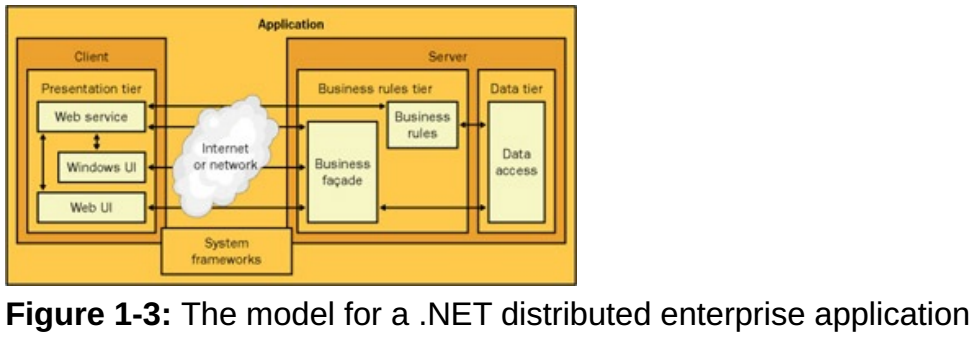 Application
Client
Server
Presentation tier
Business rules tier
Data tier
Web service
Business
rules
Internet
or network
Windows UI
Business
façade
Data
access
Web UI
System
frameworks
Figure 1-3: The model for a .NET distributed enterprise application